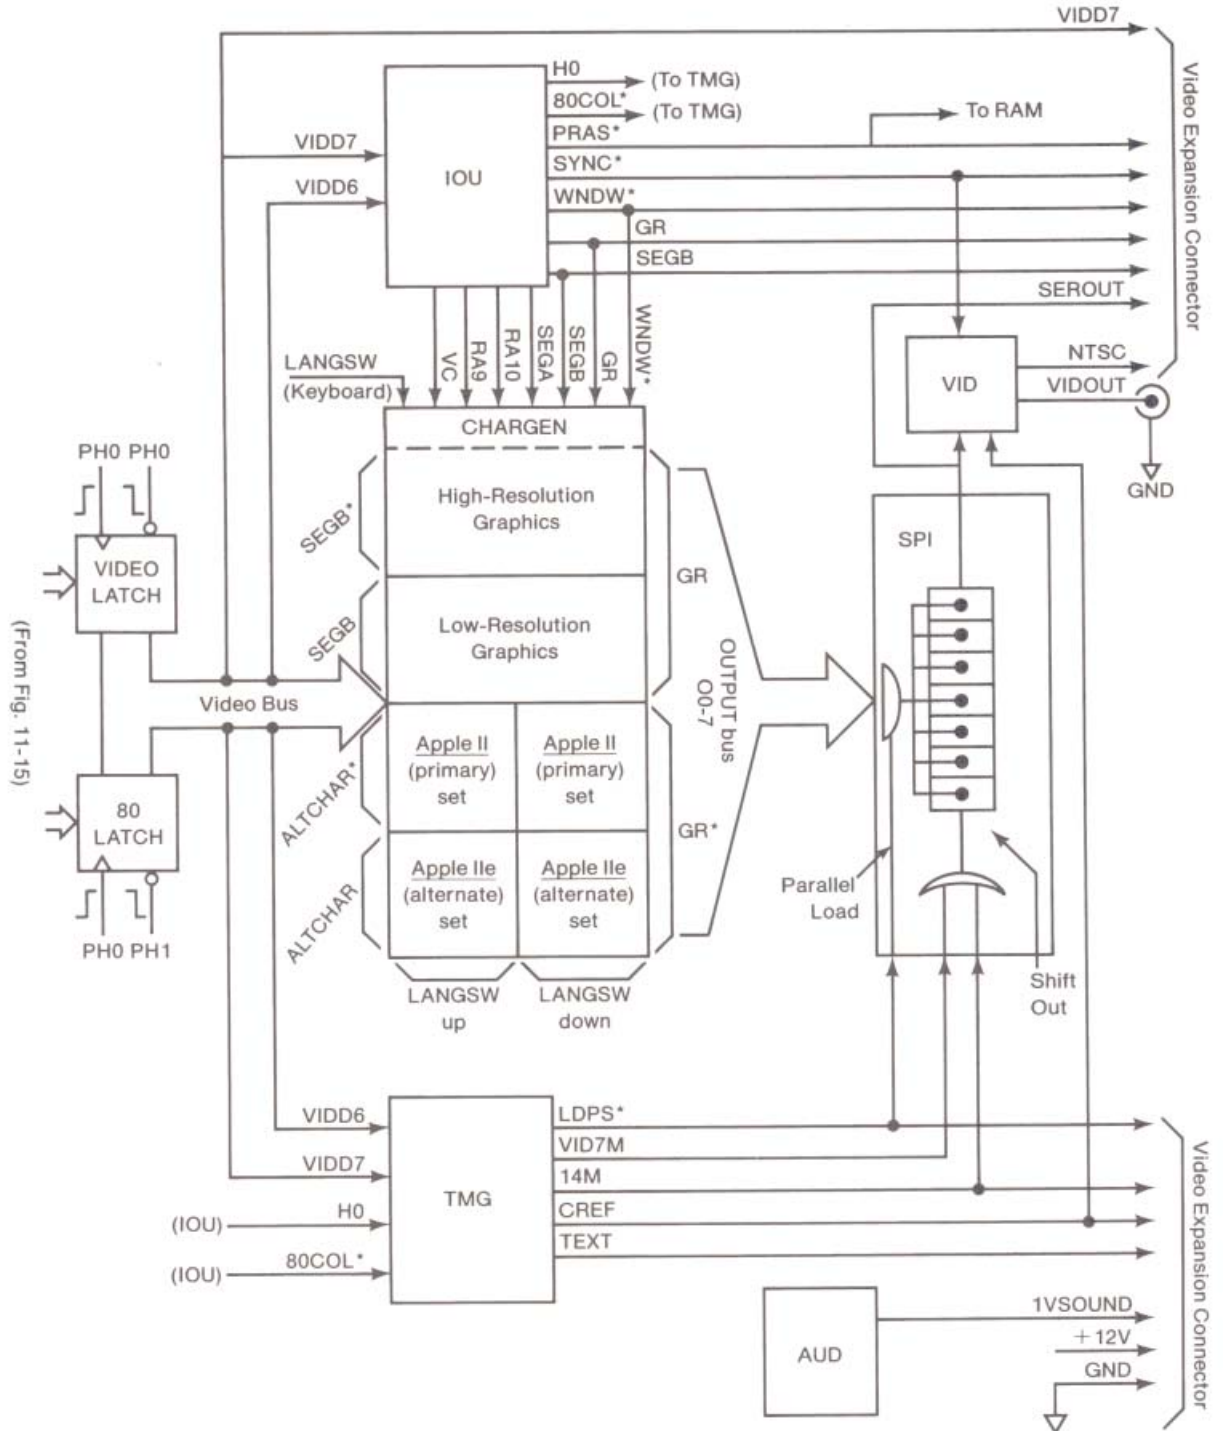 VIDD7
H0
(To TMG)
80COL*
(To TMG)
PRAS*
To RAM
VIDD7
SYNC*
IOU
VIDD6
WNDW*
GR
SEGB
SEROUT
Video Expansion Connector
LANGSW
(Keyboard)
VC
RA9
RA10
SEGA
SEGB
GR
WNDW*
VID
NTSC
VIDOUT
GND
CHARGEN
PH0 PH0
High-Resolution
Graphics
SEGB*
VIDEO
LATCH
SPI
GR
Low-Resolution
Graphics
SEGB
(From Fig. 11-15)
Video Bus
OUTPUT bus
O0-7
Apple II
(primary)
set
Apple II
(primary)
set
ALTCHAR*
80
LATCH
GR*
Apple IIe
(alternate)
set
Apple IIe
(alternate)
set
ALTCHAR
Parallel
Load
PH0 PH1
LANGSW
up
LANGSW
down
Shift
Out
VIDD6
LDPS*
VID7M
VIDD7
14M
TMG
(IOU)
H0
CREF
TEXT
(IOU)
80COL*
Video Expansion Connector
1VSOUND
+12V
AUD
GND